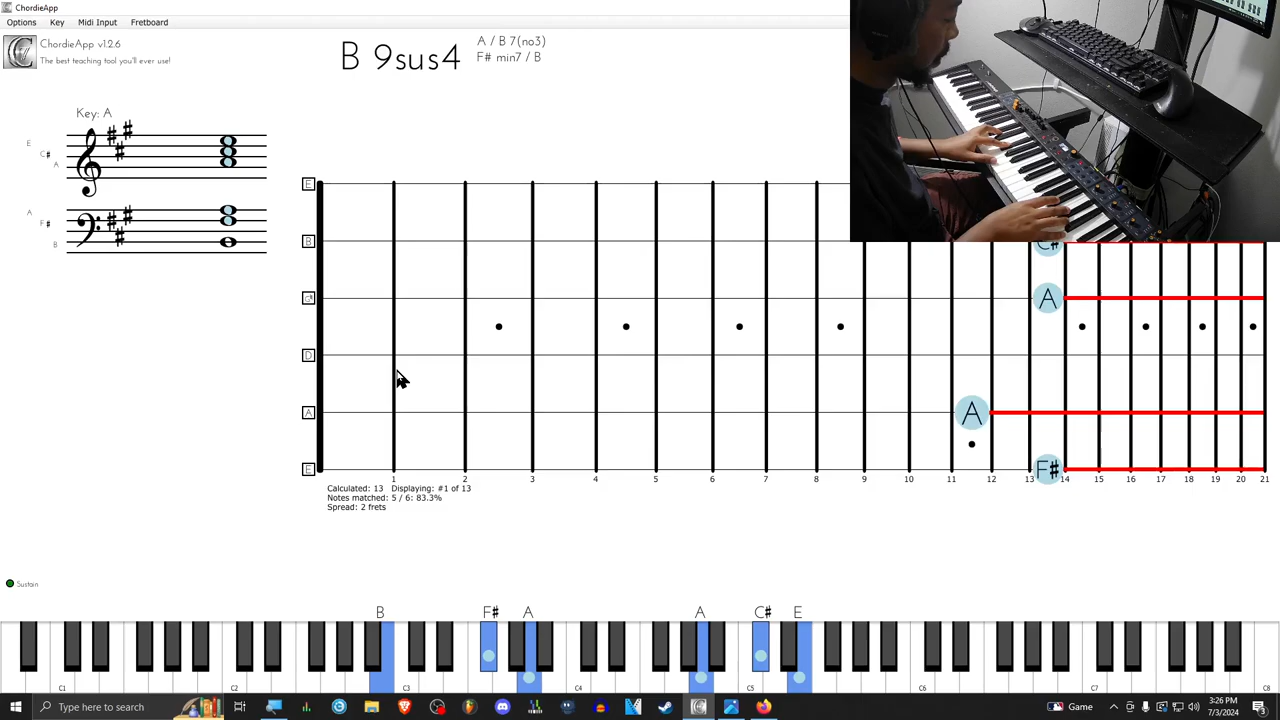 ChordieApp
Options Key Midi Input Fretboard
ChordieApp v1.2.6
The best teaching tool you'll ever use!
B 9sus4
A / B 7(no3)
F# min7 / B
Key: A
E
C#
A
A
F#
B
E
B
G#
D
A
E
C#
A
A
F#
1 2 3 4 5 6 7 8 9 10 11 12 13 14 15 16 17 18 19 20 21
Calculated: 13 Displaying: #1 of 13
Notes matched: 5 / 6: 83.3%
Spread: 2 frets
Sustain
B F# A A C# E
C1 C2 C3 C4 C5 C6 C7 C8
Type here to search
Game
3:26 PM
7/3/2024